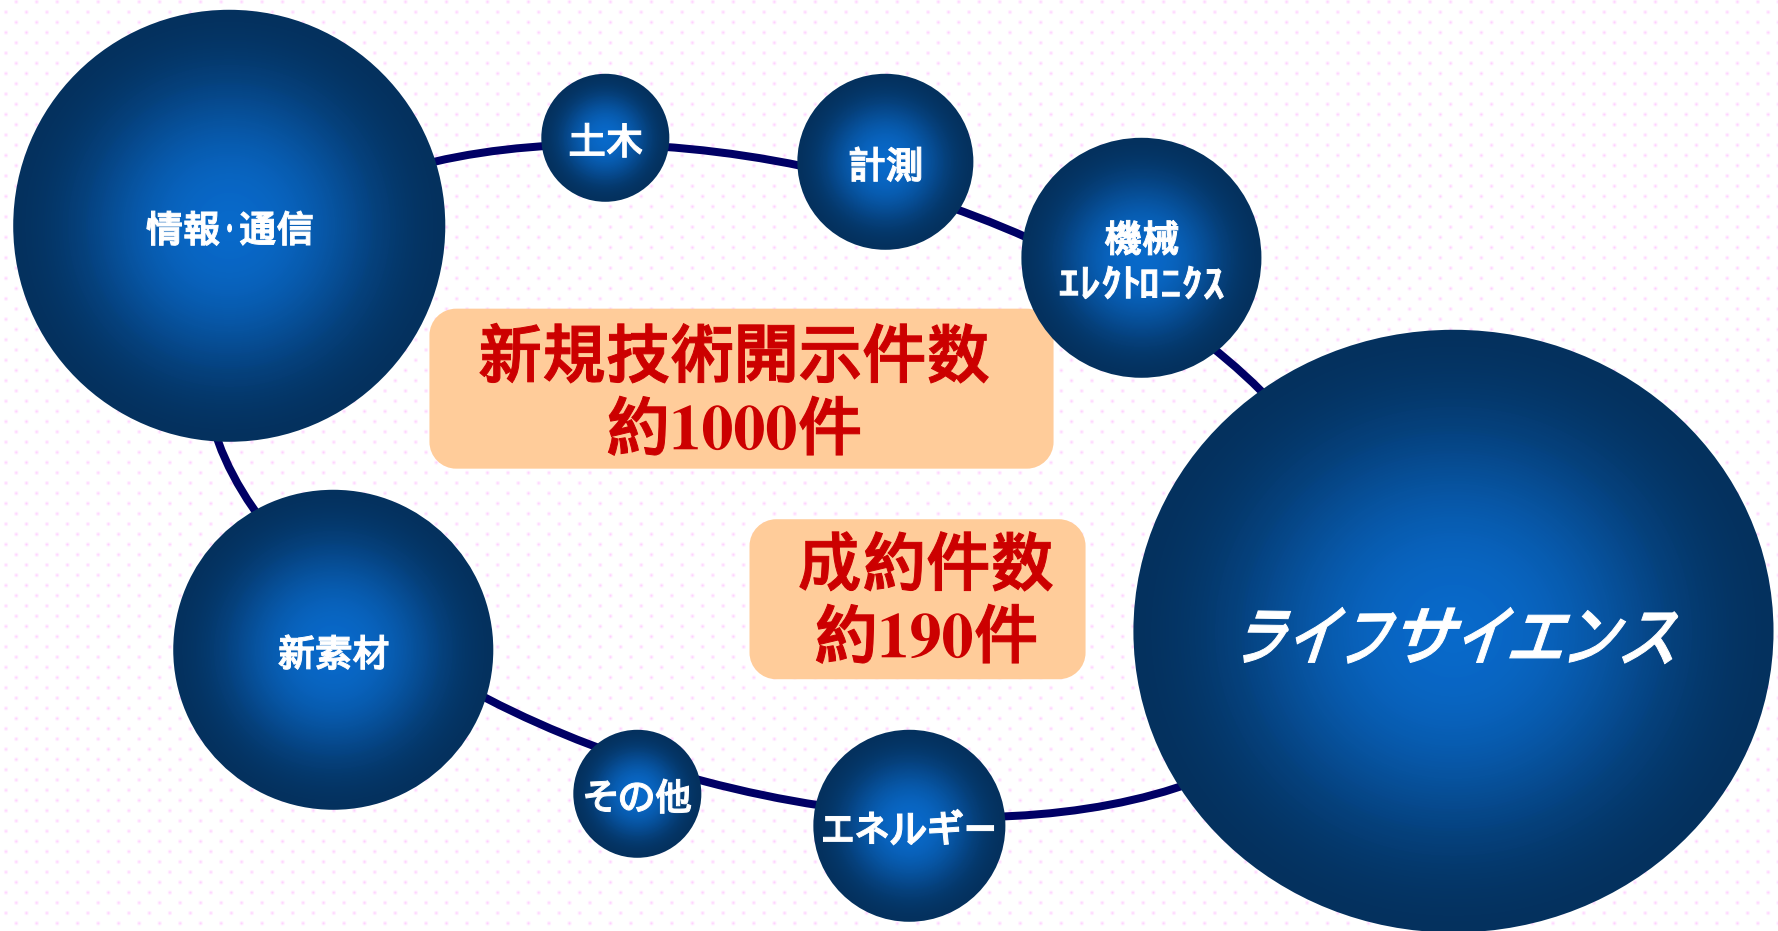 土木
計測
情報・通信
機械
ｴﾚｸﾄﾛﾆｸｽ
新規技術開示件数
約1000件
成約件数
約190件
ライフサイエンス
新素材
その他
エネルギー